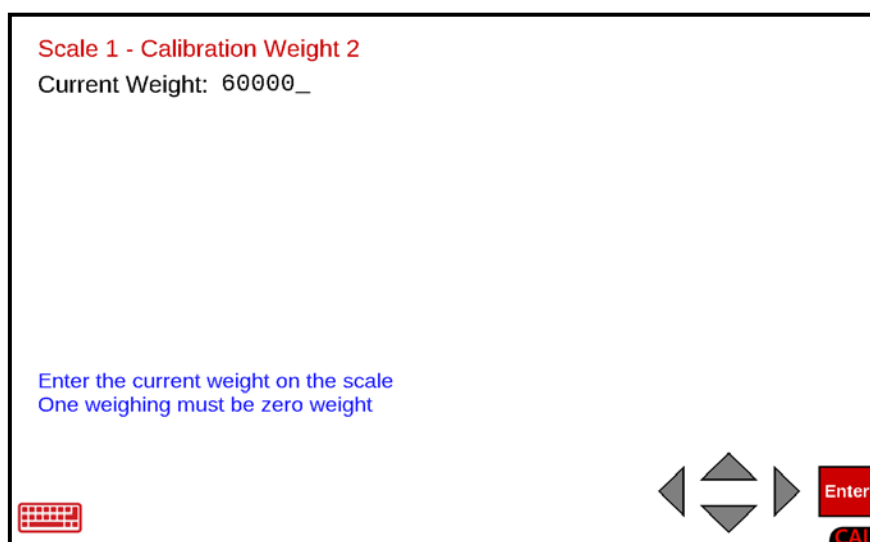 Scale 1 - Calibration Weight 2
Current Weight: 60000_
Enter the current weight on the scale
One weighing must be zero weight
Enter